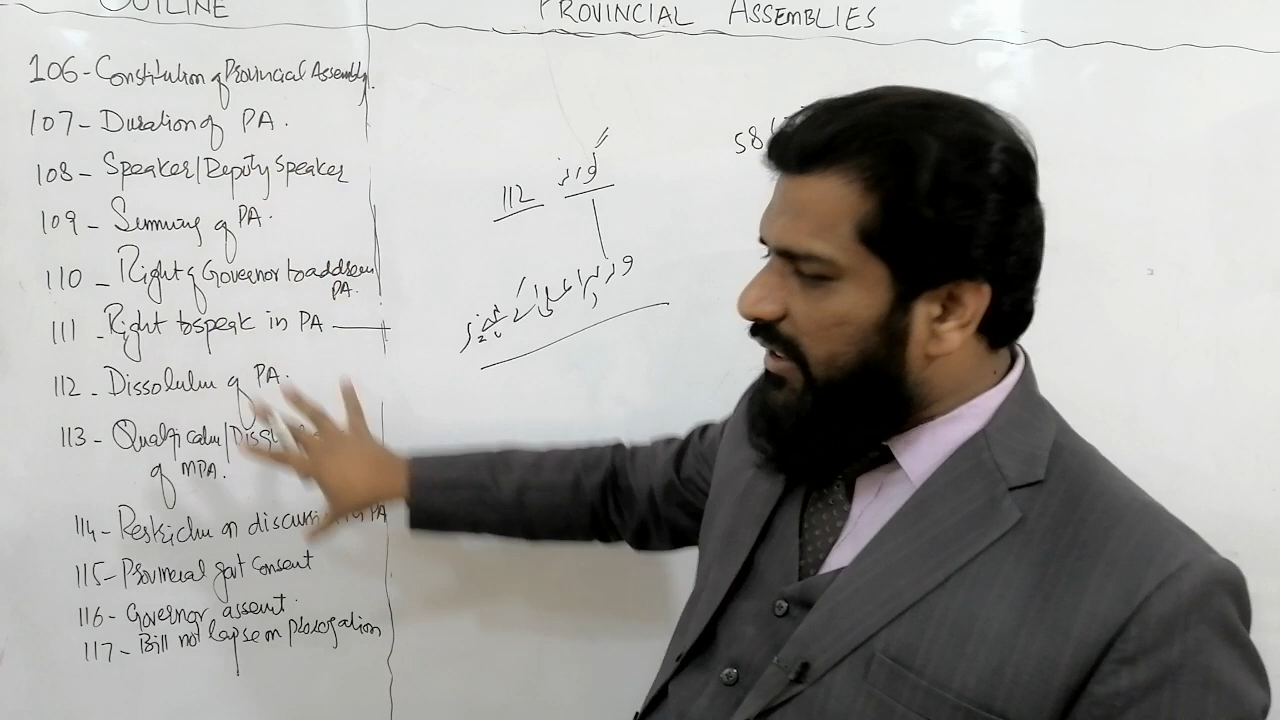 OUTLINE
PROVINCIAL ASSEMBLIES
106 - Constitution of Provincial Assembly.
107 - Duration of PA.
108 - Speaker/Deputy Speaker
109 - Summing of PA.
110 - Right of Governor to address
PA.
111 - Right to speak in PA
112 - Dissolution of PA.
113 - Qualification/
of MPA.
114 - Restriction on discussion in PA
115 - Provincial govt consent
116 - Governor assent.
117 - Bill not lapse on prorogation
112 گورنر
وزیراعلیٰ کے
58